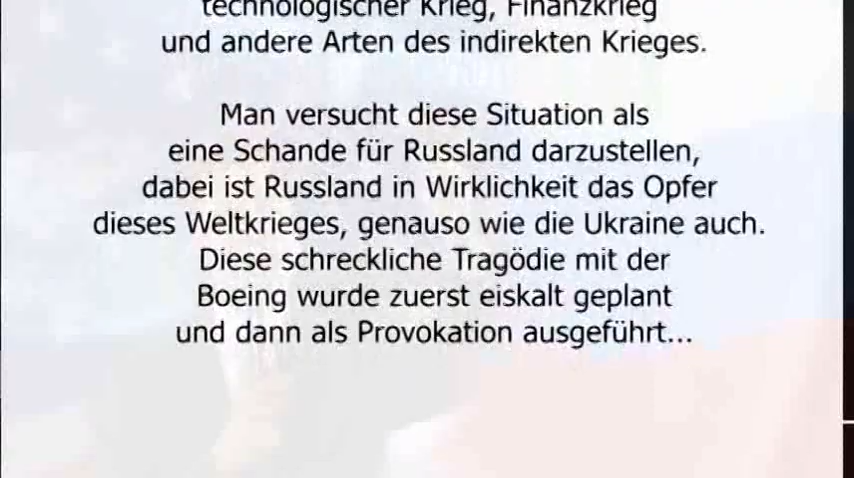 technologischer Krieg, Finanzkrieg
und andere Arten des indirekten Krieges.
Man versucht diese Situation als
eine Schande für Russland darzustellen,
dabei ist Russland in Wirklichkeit das Opfer
dieses Weltkrieges, genauso wie die Ukraine auch.
Diese schreckliche Tragödie mit der
Boeing wurde zuerst eiskalt geplant
und dann als Provokation ausgeführt...